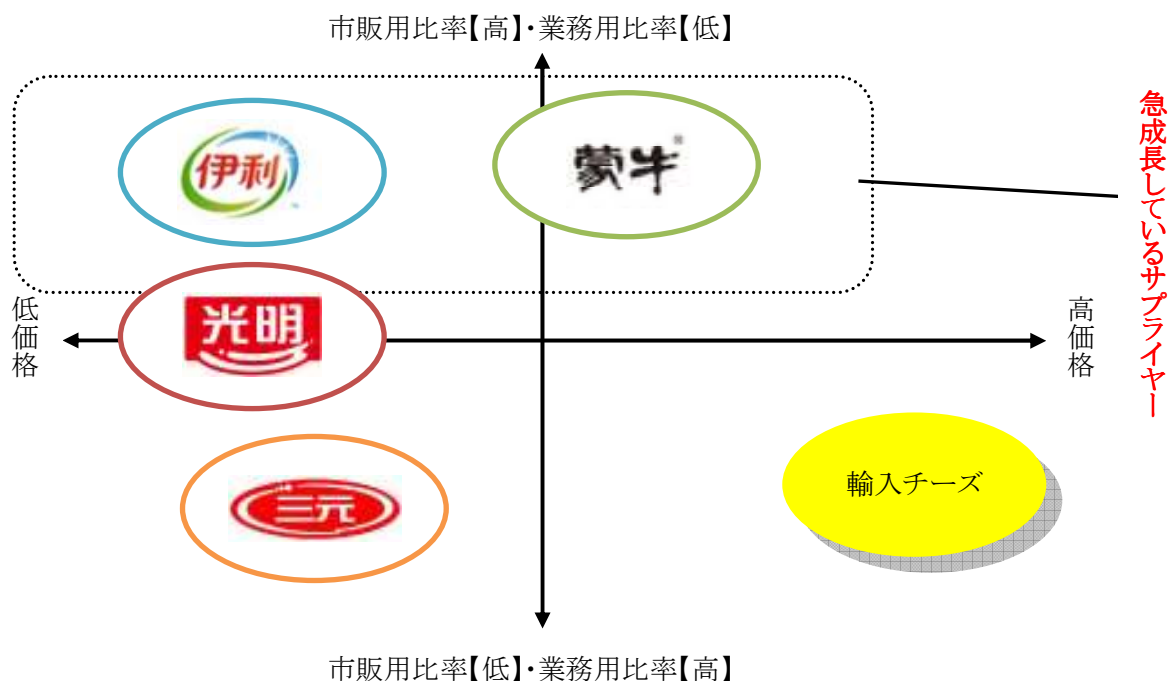 市販用比率【高】・業務用比率【低】
伊利
蒙牛
急成長しているサプライヤー
光明
低価格
高価格
三元
輸入チーズ
市販用比率【低】・業務用比率【高】